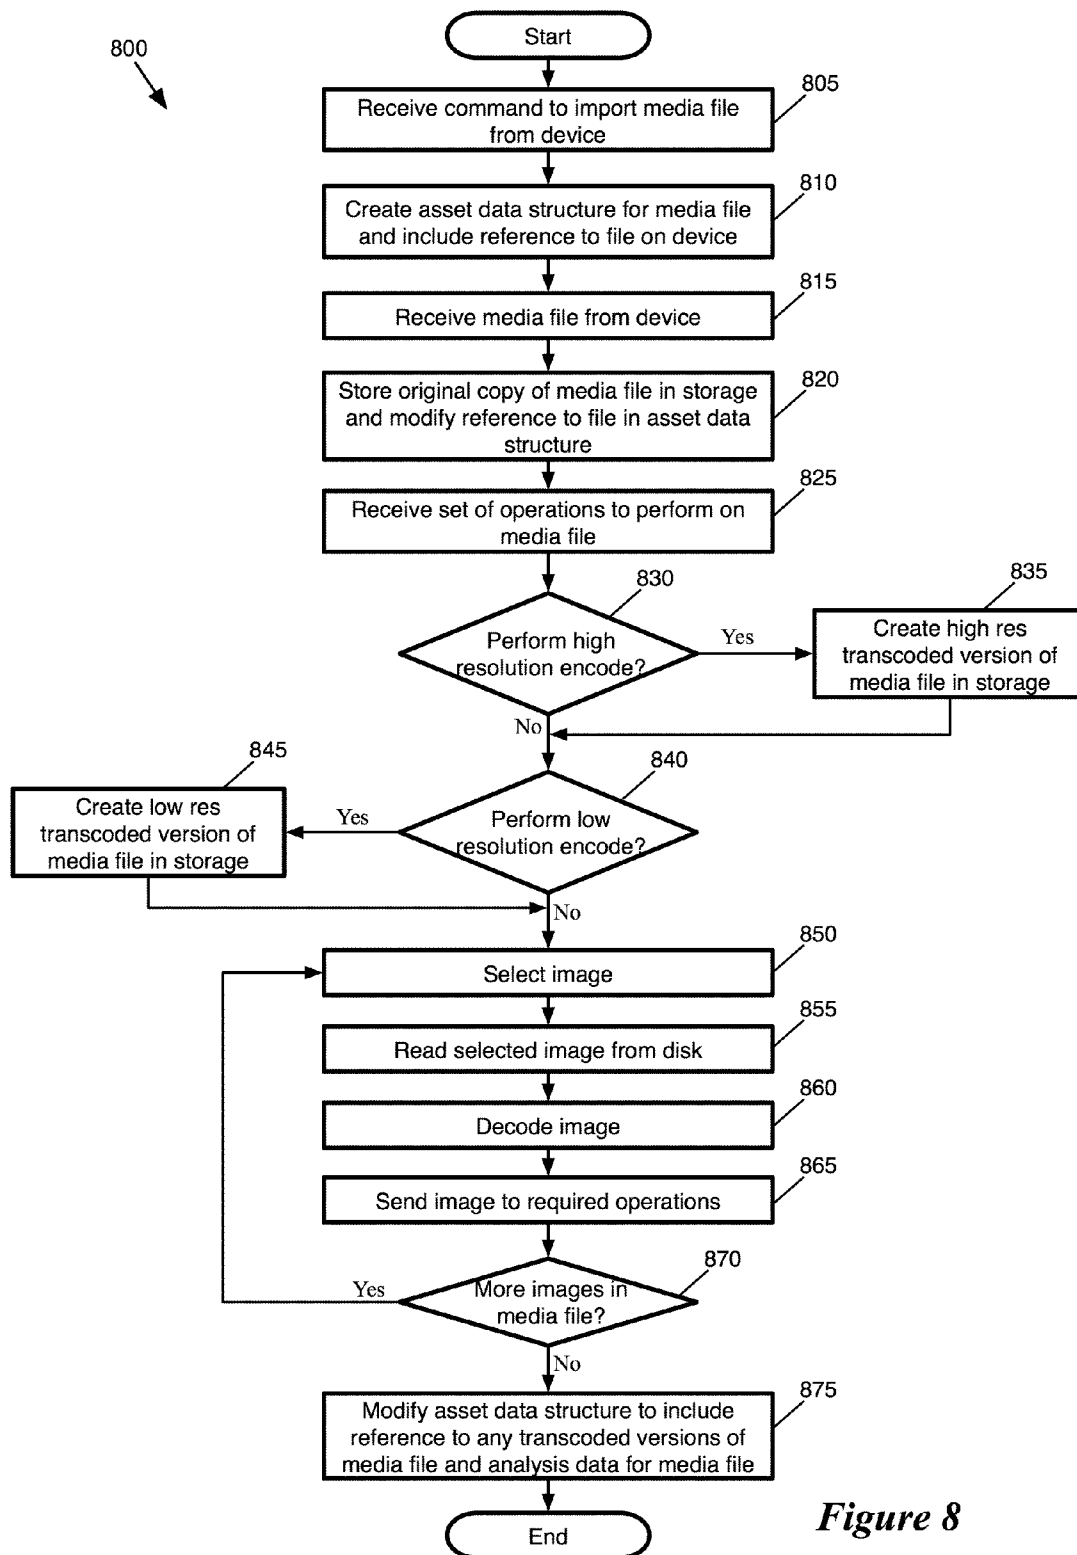 Start
800
805
Receive command to import media file
from device
810
Create asset data structure for media file
and include reference to file on device
815
Receive media file from device
820
Store original copy of media file in storage
and modify reference to file in asset data
structure
825
Receive set of operations to perform on
media file
830
Perform high
resolution encode?
Yes
835
Create high res
transcoded version of
media file in storage
No
840
Perform low
resolution encode?
Yes
845
Create low res
transcoded version of
media file in storage
No
850
Select image
855
Read selected image from disk
860
Decode image
865
Send image to required operations
870
More images in
media file?
Yes
No
875
Modify asset data structure to include
reference to any transcoded versions of
media file and analysis data for media file
End
Figure 8